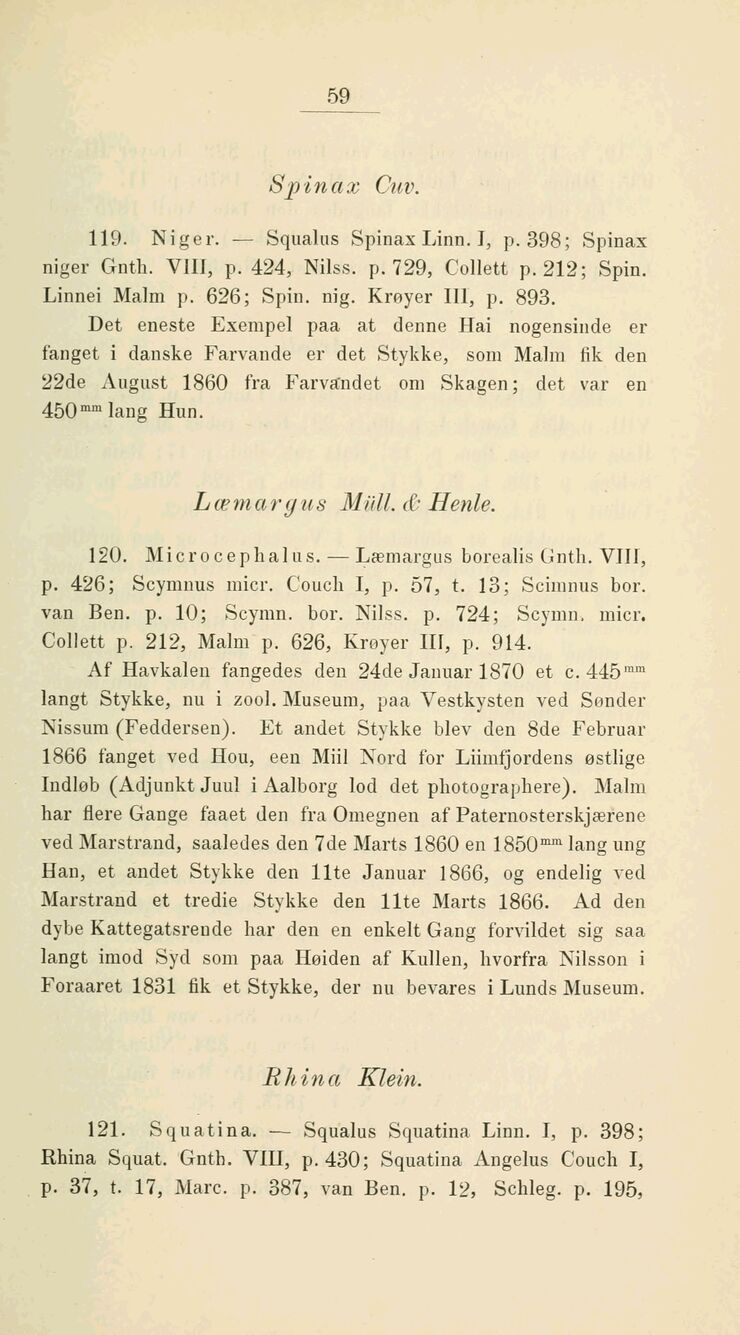 59
Spinax Cuv.
119. Niger. — Squalus Spinax Linn. I, p. 398; Spinax
niger Gnth. VIII, p. 424, Nilss. p. 729, Collett p. 212; Spin.
Linnei Malm p. 626; Spin. nig. Krøyer III, p. 893.
Det eneste Exempel paa at denne Hai nogensinde er
fanget i danske Farvande er det Stykke, som Malm fik den
22de August 1860 fra Farvandet om Skagen; det var en
450mm lang Hun.
Læmargus Müll. & Henle.
120. Microcephalus. — Læmargus borealis Gnth. VIII,
p. 426; Scymnus micr. Couch I, p. 57, t. 13; Scimnus bor.
van Ben. p. 10; Scymn. bor. Nilss. p. 724; Scymn. micr.
Collett p. 212, Malm p. 626, Krøyer III, p. 914.
Af Havkalen fangedes den 24de Januar 1870 et c. 445mm
langt Stykke, nu i zool. Museum, paa Vestkysten ved Sønder
Nissum (Feddersen). Et andet Stykke blev den 8de Februar
1866 fanget ved Hou, een Miil Nord for Liimfjordens østlige
Indløb (Adjunkt Juul i Aalborg lod det photographere). Malm
har flere Gange faaet den fra Omegnen af Paternosterskjærene
ved Marstrand, saaledes den 7de Marts 1860 en 1850mm lang ung
Han, et andet Stykke den 11te Januar 1866, og endelig ved
Marstrand et tredie Stykke den 11te Marts 1866. Ad den
dybe Kattegatsrende har den en enkelt Gang forvildet sig saa
langt imod Syd som paa Høiden af Kullen, hvorfra Nilsson i
Foraaret 1831 fik et Stykke, der nu bevares i Lunds Museum.
Rhina Klein.
121. Squatina. — Squalus Squatina Linn. I, p. 398;
Rhina Squat. Gnth. VIII, p. 430; Squatina Angelus Couch I,
p. 37, t. 17, Marc. p. 387, van Ben. p. 12, Schleg. p. 195,